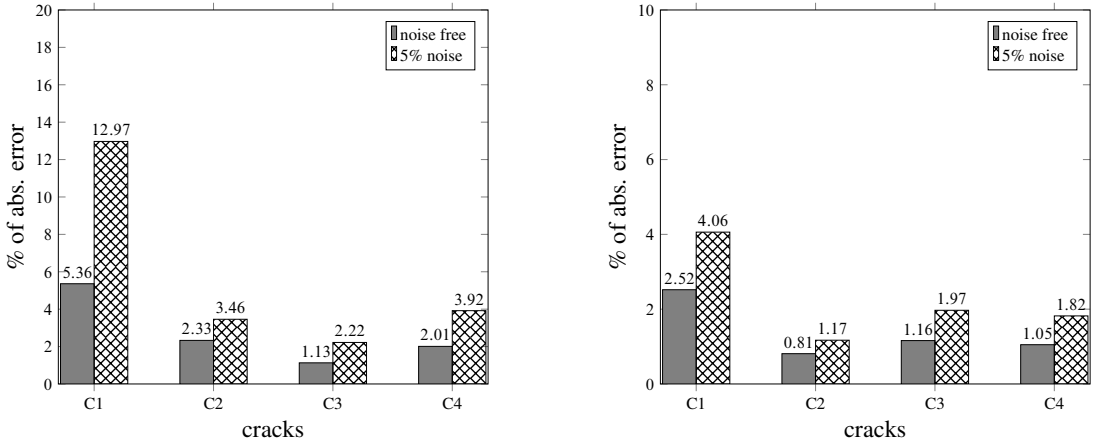 20
18
16
14
12
10
8
6
4
2
0
% of abs. error
noise free
5% noise
5.36
12.97
2.33
3.46
1.13
2.22
2.01
3.92
C1
C2
C3
C4
cracks
10
8
6
4
2
0
% of abs. error
noise free
5% noise
2.52
4.06
0.81
1.17
1.16
1.97
1.05
1.82
C1
C2
C3
C4
cracks